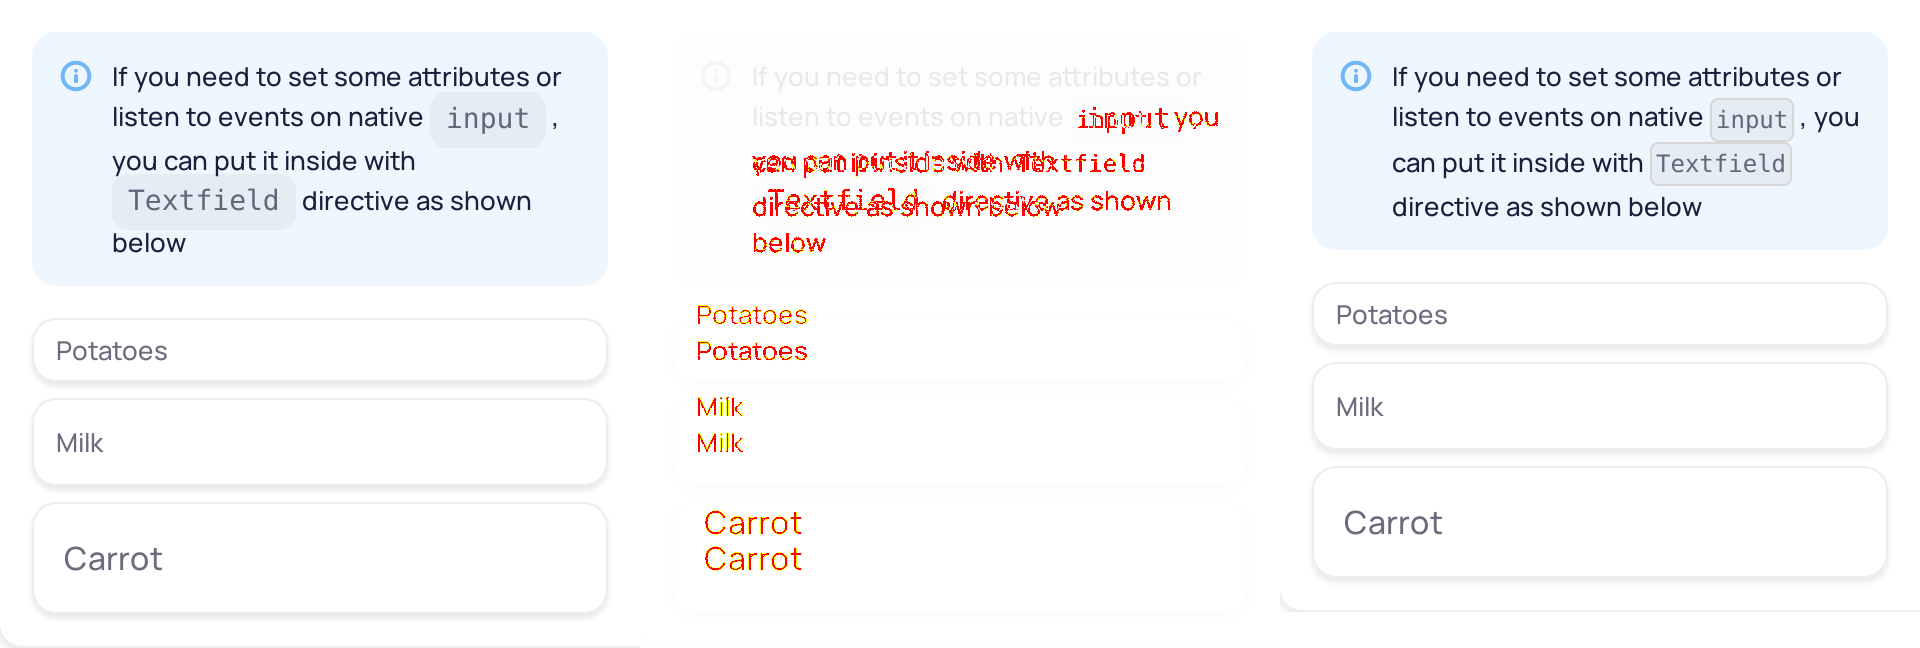 If you need to set some attributes or
listen to events on native input ,
you can put it inside with
Textfield directive as shown
below
Potatoes
Milk
Carrot
If you need to set some attributes or
listen to events on native you
Textfield
directive as shown below directive as shown
below
Potatoes
Potatoes
Milk
Milk
Carrot
Carrot
If you need to set some attributes or
listen to events on native input , you
can put it inside with Textfield
directive as shown below
Potatoes
Milk
Carrot